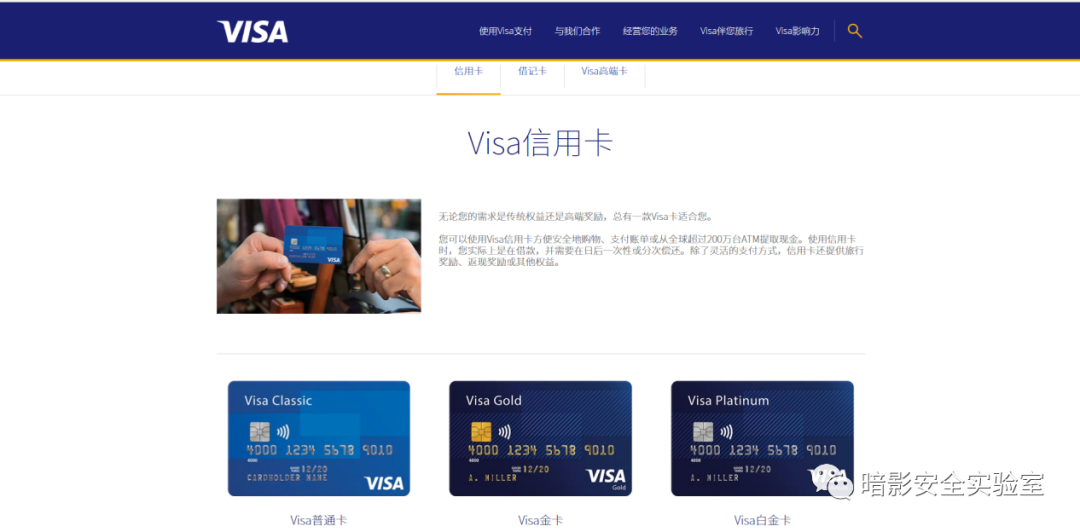 VISA
使用Visa支付 与我们合作 经营您的业务 Visa伴您旅行 Visa影响力
信用卡 借记卡 Visa高端卡
Visa信用卡
VISA
无论您的需求是传统权益还是高端奖励，总有一款Visa卡适合您。
您可以使用Visa信用卡方便安全地购物、支付账单或从全球超过200万台ATM提取现金。使用信用卡
时，您实际上是在借款，并需要在日后一次性或分次偿还。除了灵活的支付方式，信用卡还提供旅行
奖励、返现奖励或其他权益。
Visa Classic
4000 1234 5678 9010
4000
12/20
CARDHOLDER NAME
VISA
Visa普通卡
Visa Gold
4000 1234 5678 9010
4000
12/20
A. MILLER
VISA
Gold
Visa金卡
Visa Platinum
4000 1234 5678 9010
4000
12/20
A. MILLER
Visa白金卡
暗影安全实验室